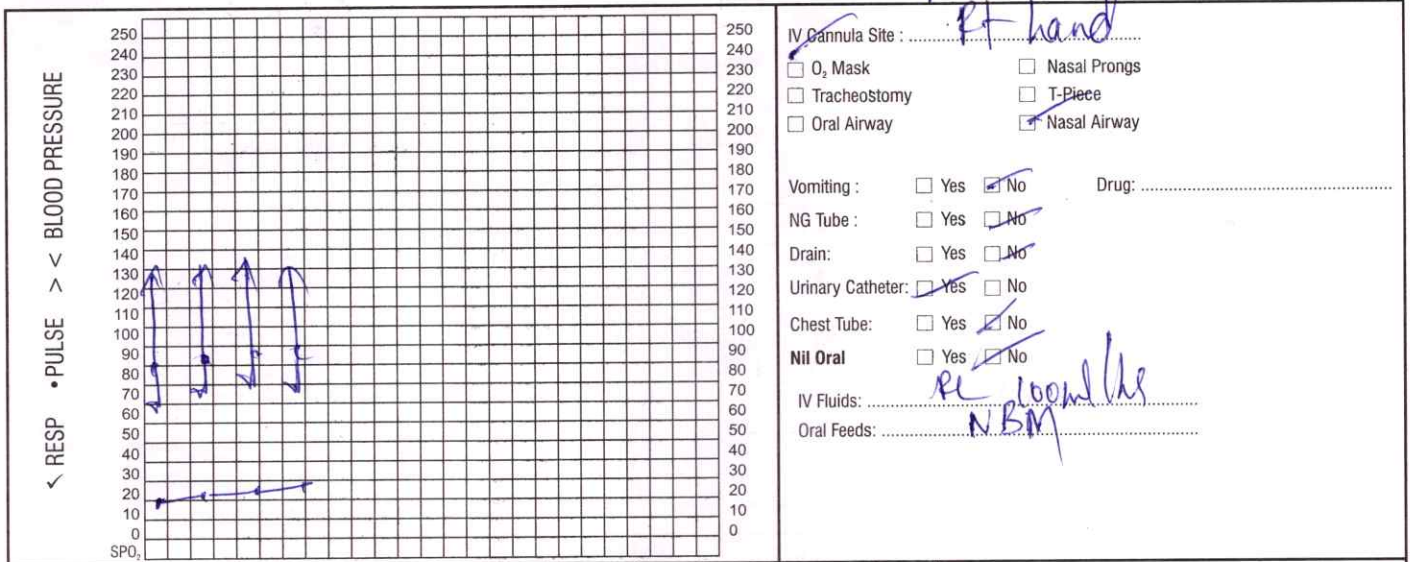 250 250
240 240
230 230
220 220
210 210
200 200
190 190
180 180
170 170
160 160
150 150
140 140
130 130
120 120
110 110
100 100
90 90
80 80
70 70
60 60
50 50
40 40
30 30
20 20
10 10
0 0
SPO₂
< RESP • PULSE > < BLOOD PRESSURE
IV Cannula Site : Rt hand
O₂ Mask Nasal Prongs
Tracheostomy T-Piece
Oral Airway Nasal Airway
Vomiting : Yes No Drug:
NG Tube : Yes No
Drain: Yes No
Urinary Catheter: Yes No
Chest Tube: Yes No
Nil Oral Yes No
IV Fluids: RL 100ml/hr
Oral Feeds: NBM